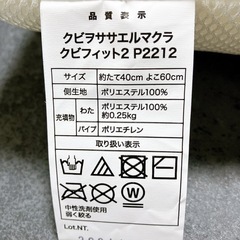 品質表示
クビヲササエルマクラ
クビフィット2 P2212
サイズ 約たて40cm よこ60cm
側生地 ポリエステル100%
充填物 わた ポリエステル100% 約0.25kg
パイプ ポリエチレン
取り扱い表示
W
中性洗剤使用
弱く絞る
Lot.NT.